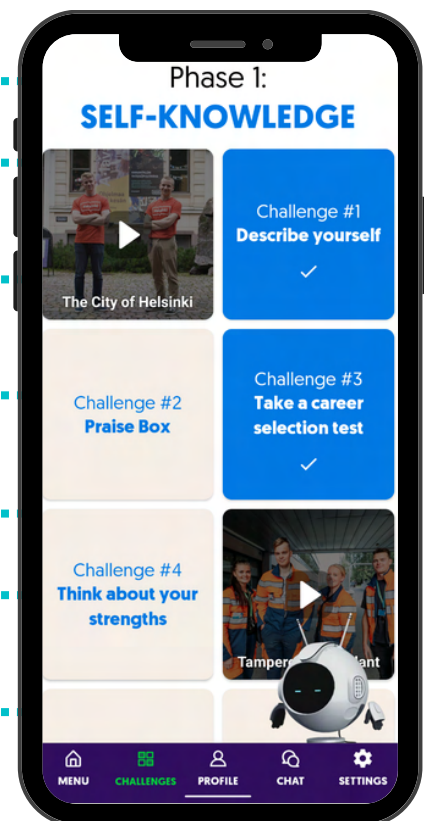 Phase 1:
SELF-KNOWLEDGE
The City of Helsinki
Challenge #1
Describe yourself
Challenge #2
Praise Box
Challenge #3
Take a career
selection test
Challenge #4
Think about your
strengths
MENU
CHALLENGES
PROFILE
CHAT
SETTINGS